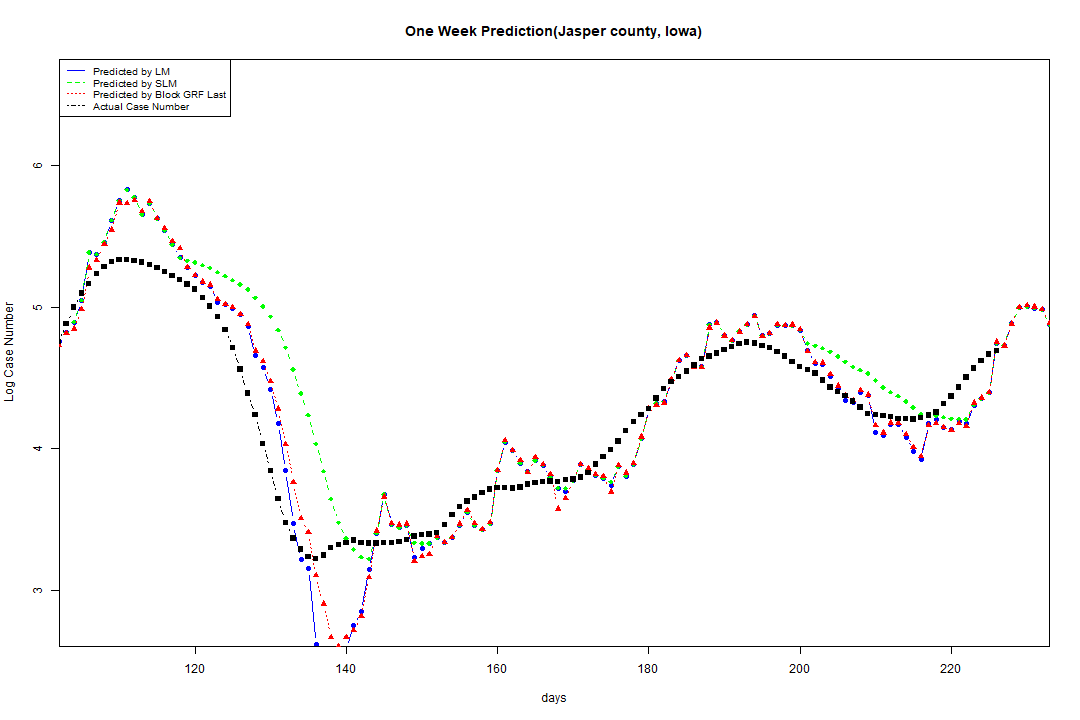 One Week Prediction(Jasper county, Iowa)
Predicted by LM
Predicted by SLM
Predicted by Block GRF Last
Actual Case Number
6
5
4
3
Log Case Number
120 140 160 180 200 220
days